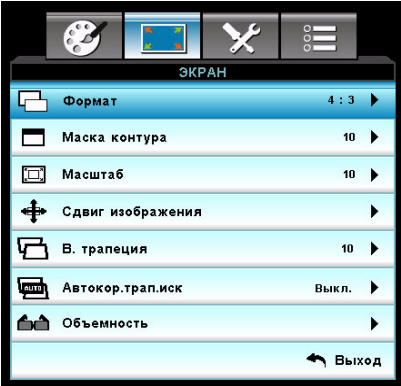 ЭКРАН
Формат 4 : 3
Маска контура 10
Масштаб 10
Сдвиг изображения
В. трапеция 10
AUTO Автокор.трап.иск Выкл.
Объемность
Выход